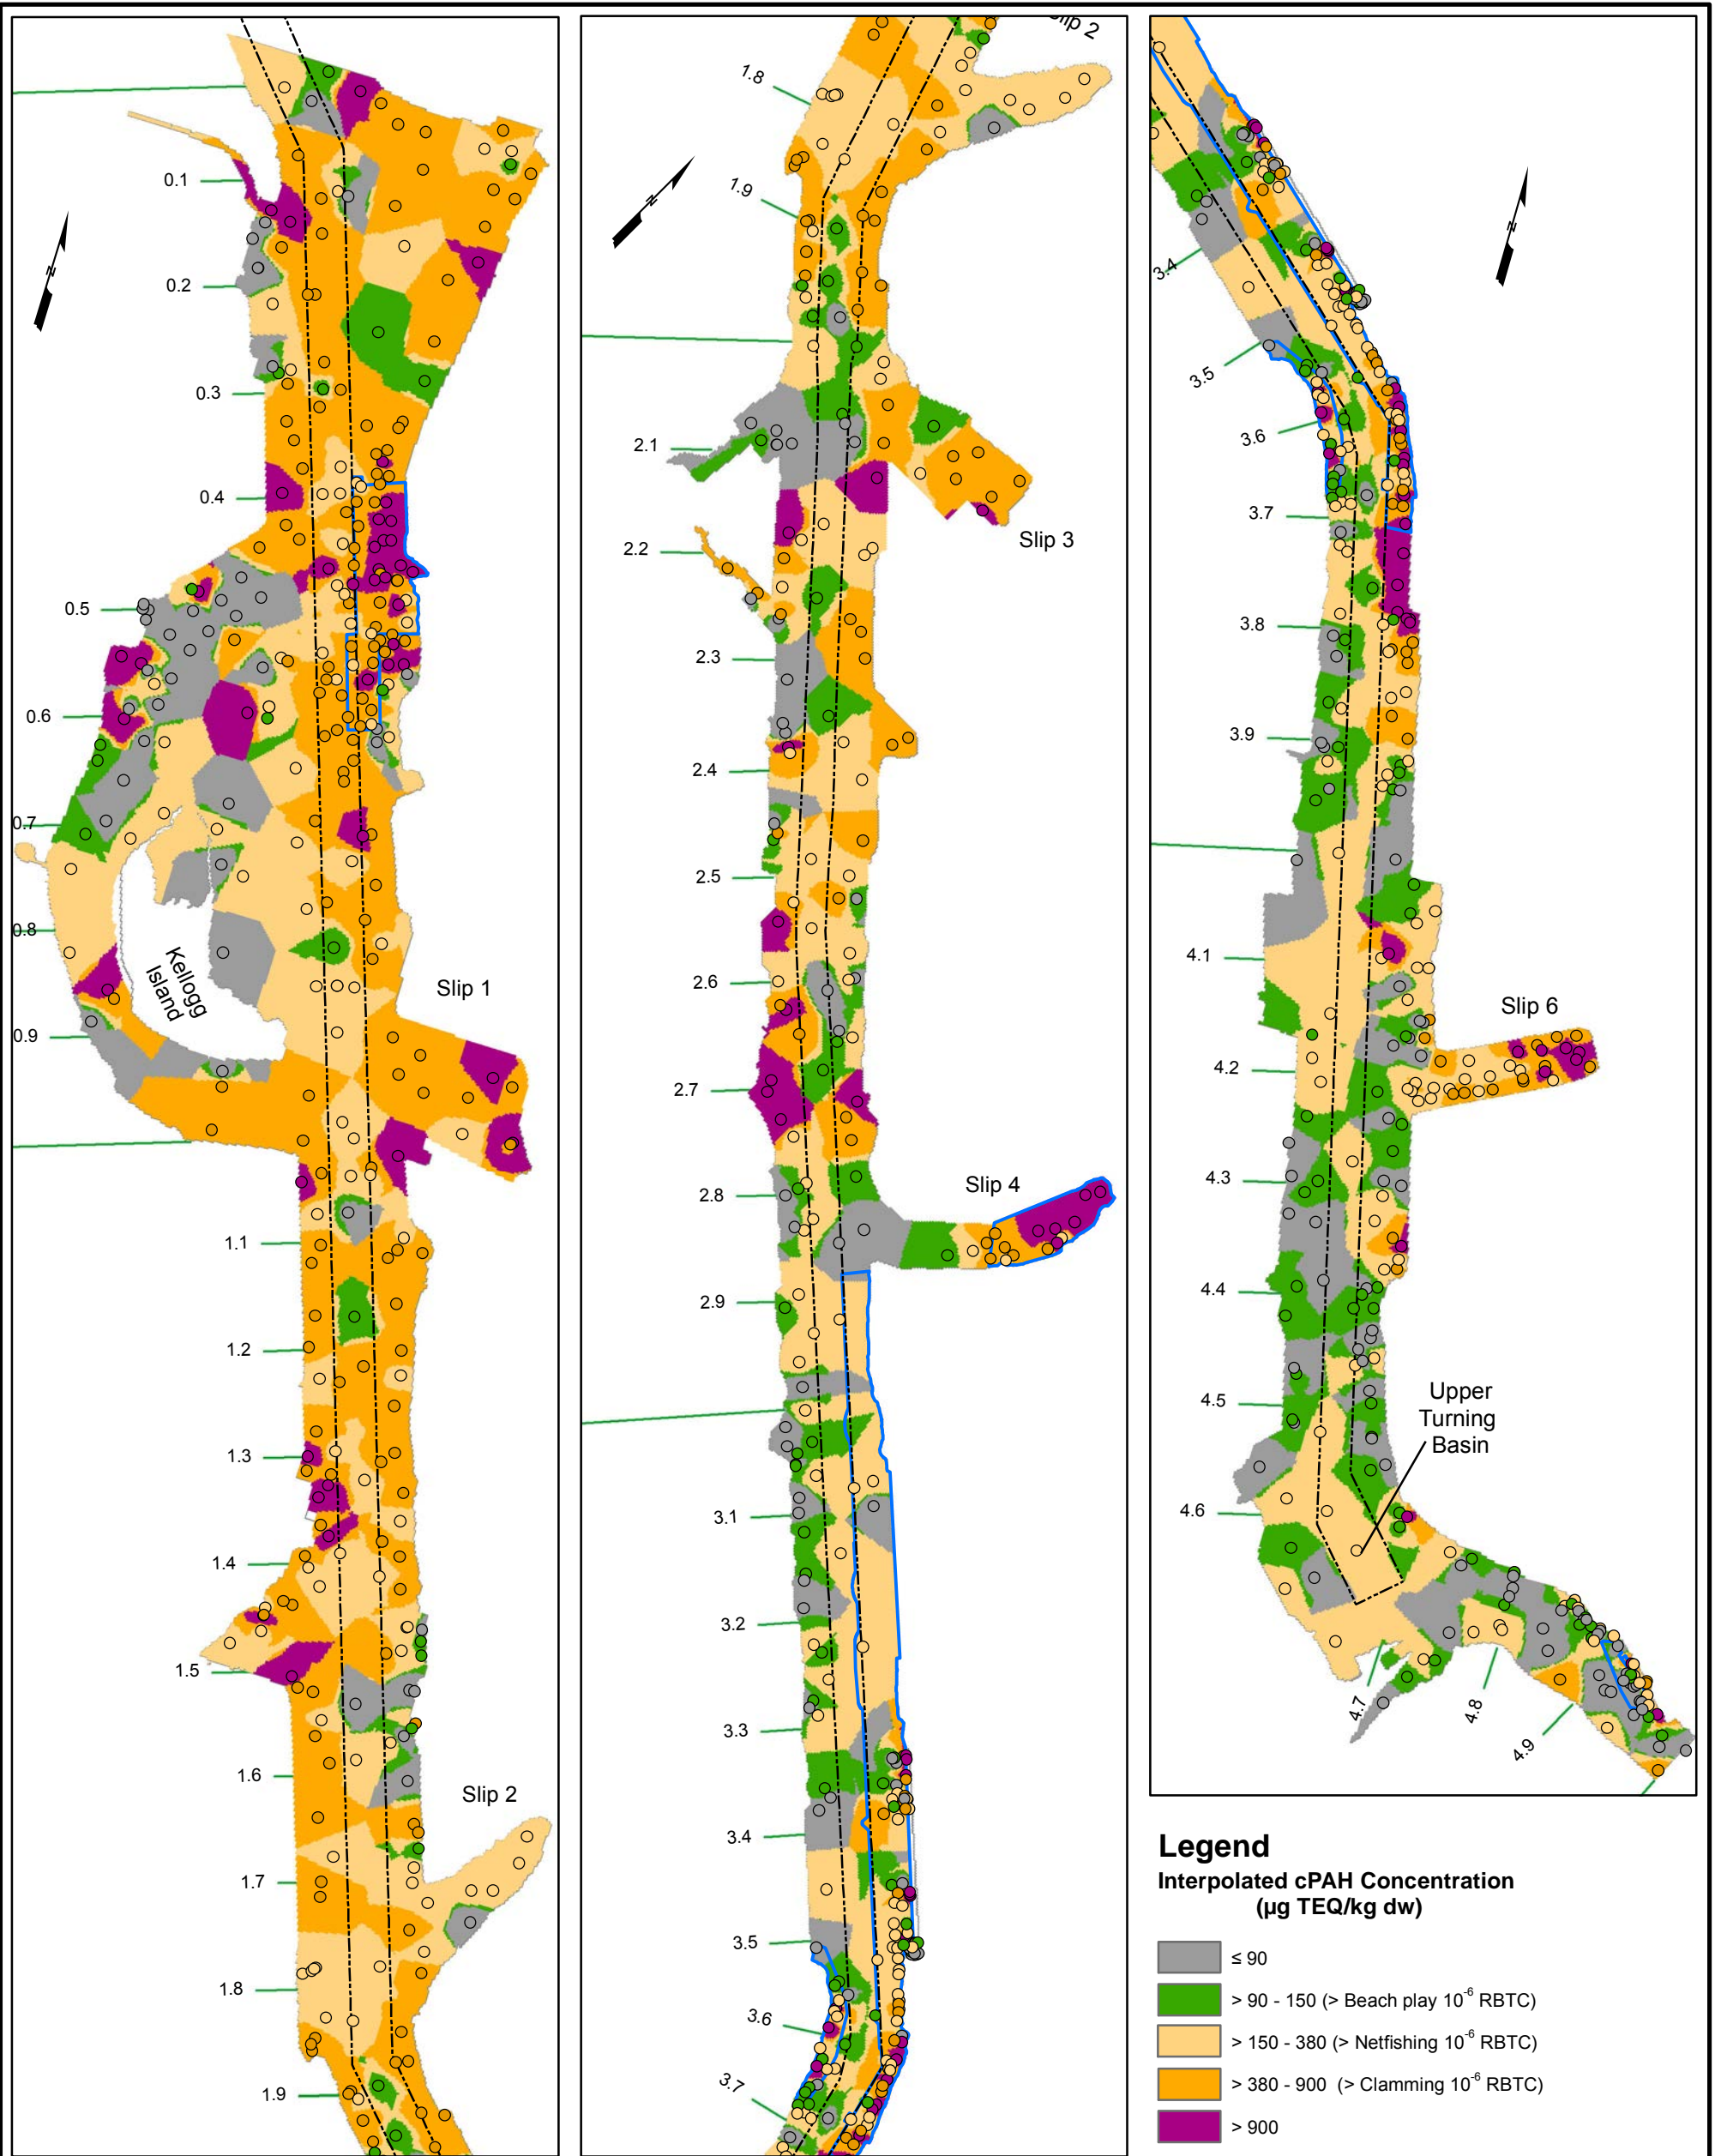 0.1
0.2
0.3
0.4
0.5
0.6
0.7
0.8
0.9
1.1
1.2
1.3
1.4
1.5
1.6
1.7
1.8
1.9
N
Kellogg
Island
Slip 1
Slip 2
Slip 2
1.8
1.9
2.1
2.2
2.3
2.4
2.5
2.6
2.7
2.8
2.9
3.1
3.2
3.3
3.4
3.5
3.6
3.7
N
Slip 3
Slip 4
3.4
3.5
3.6
3.7
3.8
3.9
4.1
4.2
4.3
4.4
4.5
4.6
4.7
4.8
4.9
N
Slip 6
Upper
Turning
Basin
Legend
Interpolated cPAH Concentration
(µg TEQ/kg dw)
≤ 90
> 90 - 150 (> Beach play 10⁻⁶ RBTC)
> 150 - 380 (> Netfishing 10⁻⁶ RBTC)
> 380 - 900 (> Clamming 10⁻⁶ RBTC)
> 900